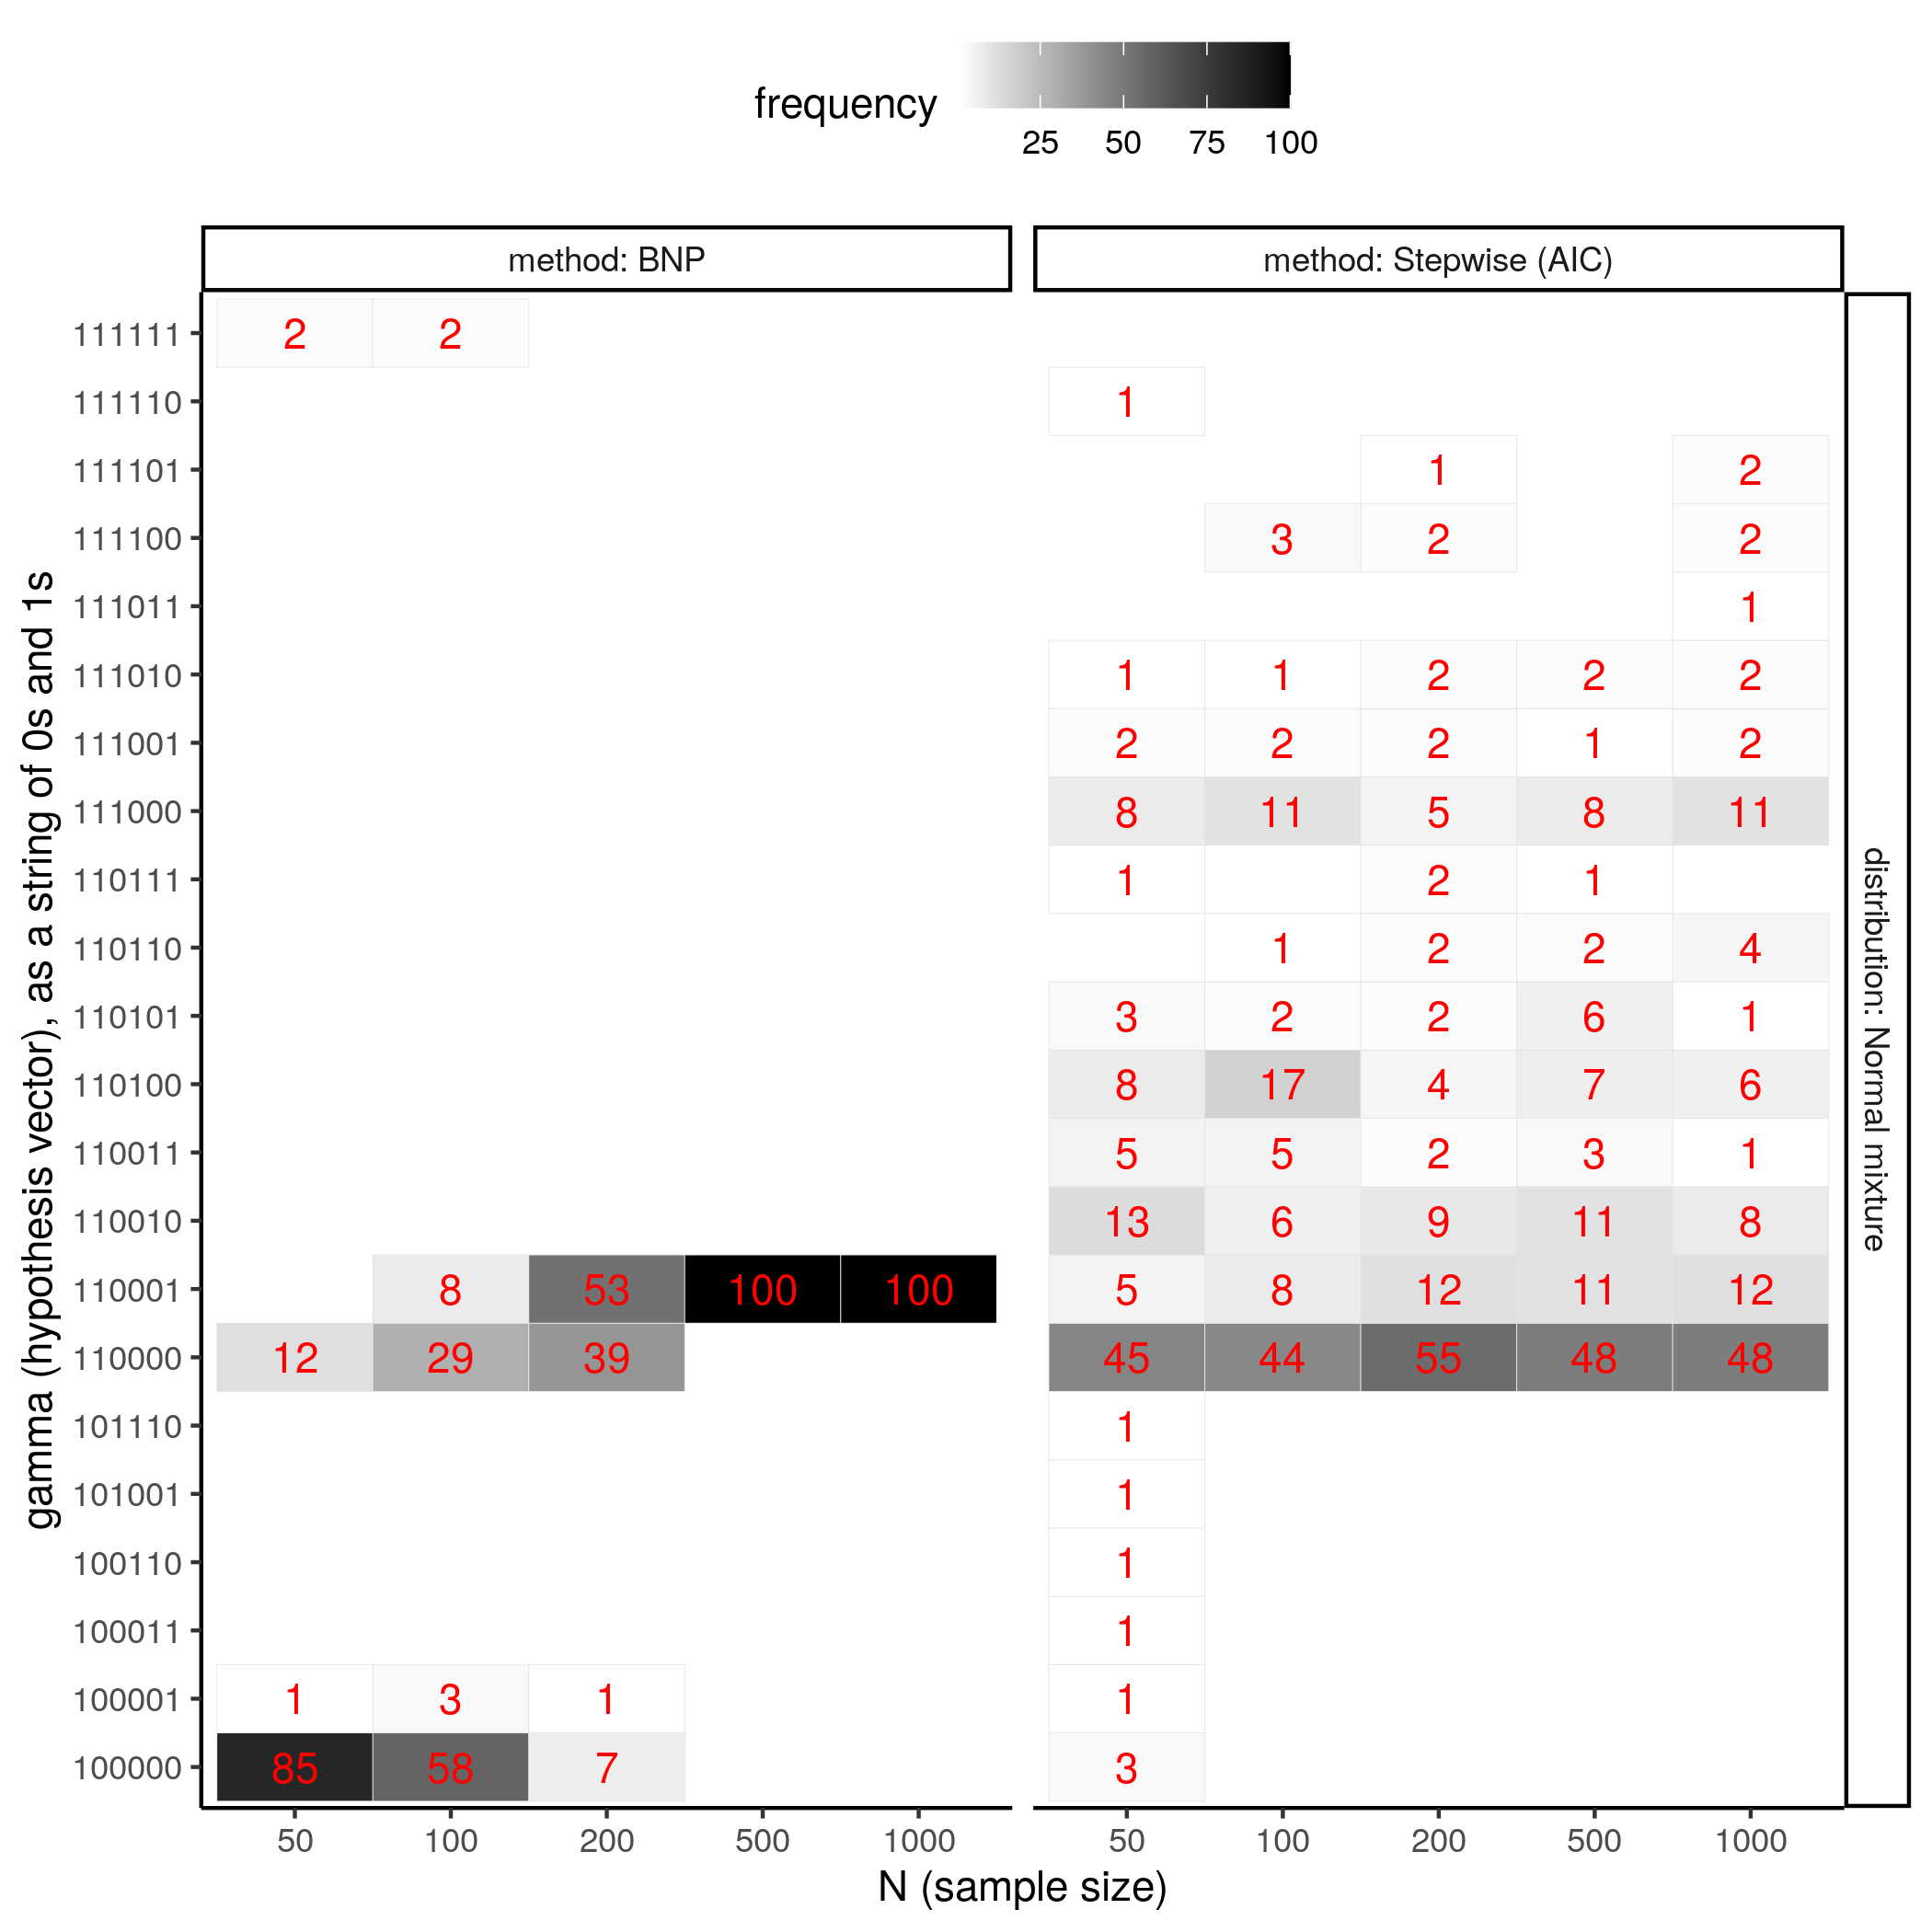 frequency
25 50 75 100
method: BNP method: Stepwise (AIC)
111111 2 2
111110 1
111101 1 2
111100 3 2 2
111011 1
111010 1 1 2 2 2
111001 2 2 2 1 2
111000 8 11 5 8 11
110111 1 2 1
110110 1 2 2 4
110101 3 2 2 6 1
110100 8 17 4 7 6
110011 5 5 2 3 1
110010 13 6 9 11 8
110001 8 53 100 100 5 8 12 11 12
110000 12 29 39 45 44 55 48 48
101110 1
101001 1
100110 1
100011 1
100001 1 3 1 1
100000 85 58 7 3
50 100 200 500 1000 50 100 200 500 1000
N (sample size)
gamma (hypothesis vector), as a string of 0s and 1s
distribution: Normal mixture